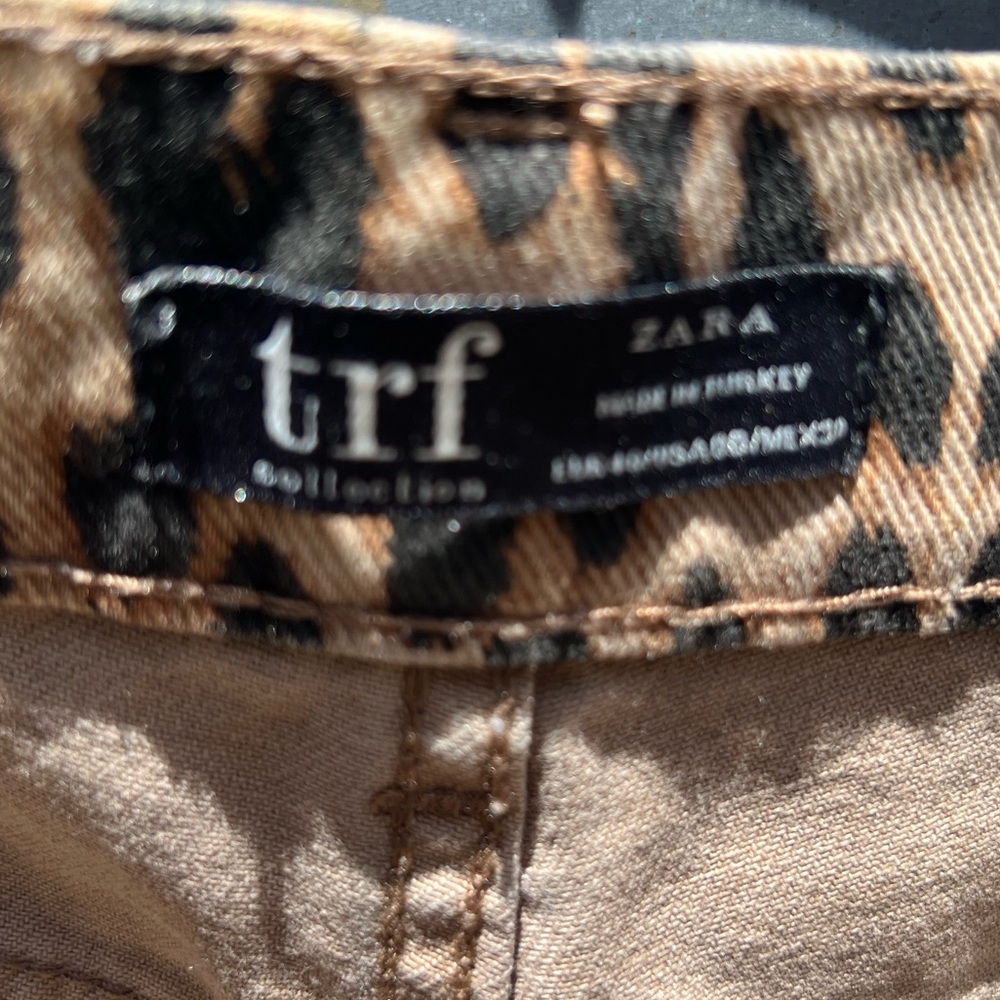 trf
Collection
ZARA
MADE IN TURKEY
EUR 40/USA 08/MEX 30